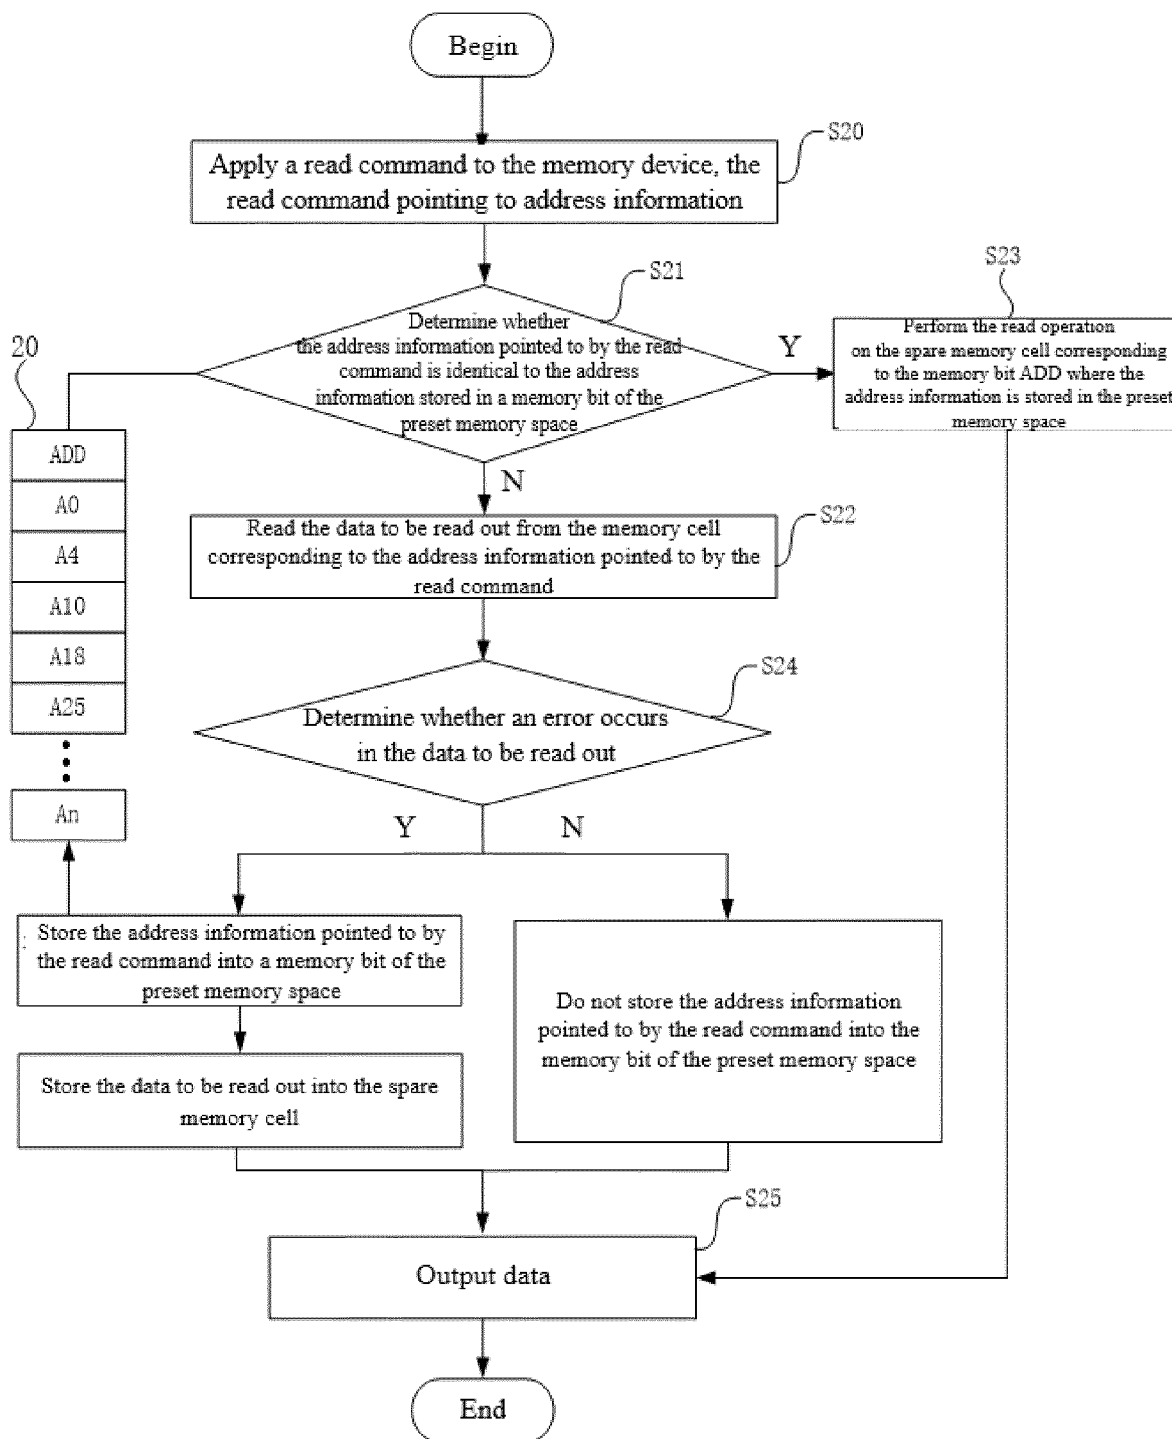 Begin
S20
Apply a read command to the memory device, the
read command pointing to address information
S21
Determine whether
the address information pointed to by the read
command is identical to the address
information stored in a memory bit of the
preset memory space
Y
S23
Perform the read operation
on the spare memory cell corresponding
to the memory bit ADD where the
address information is stored in the preset
memory space
20
ADD
A0
A4
A10
A18
A25
An
N
S22
Read the data to be read out from the memory cell
corresponding to the address information pointed to by the
read command
S24
Determine whether an error occurs
in the data to be read out
Y
N
Store the address information pointed to by
the read command into a memory bit of the
preset memory space
Do not store the address information
pointed to by the read command into the
memory bit of the preset memory space
Store the data to be read out into the spare
memory cell
S25
Output data
End